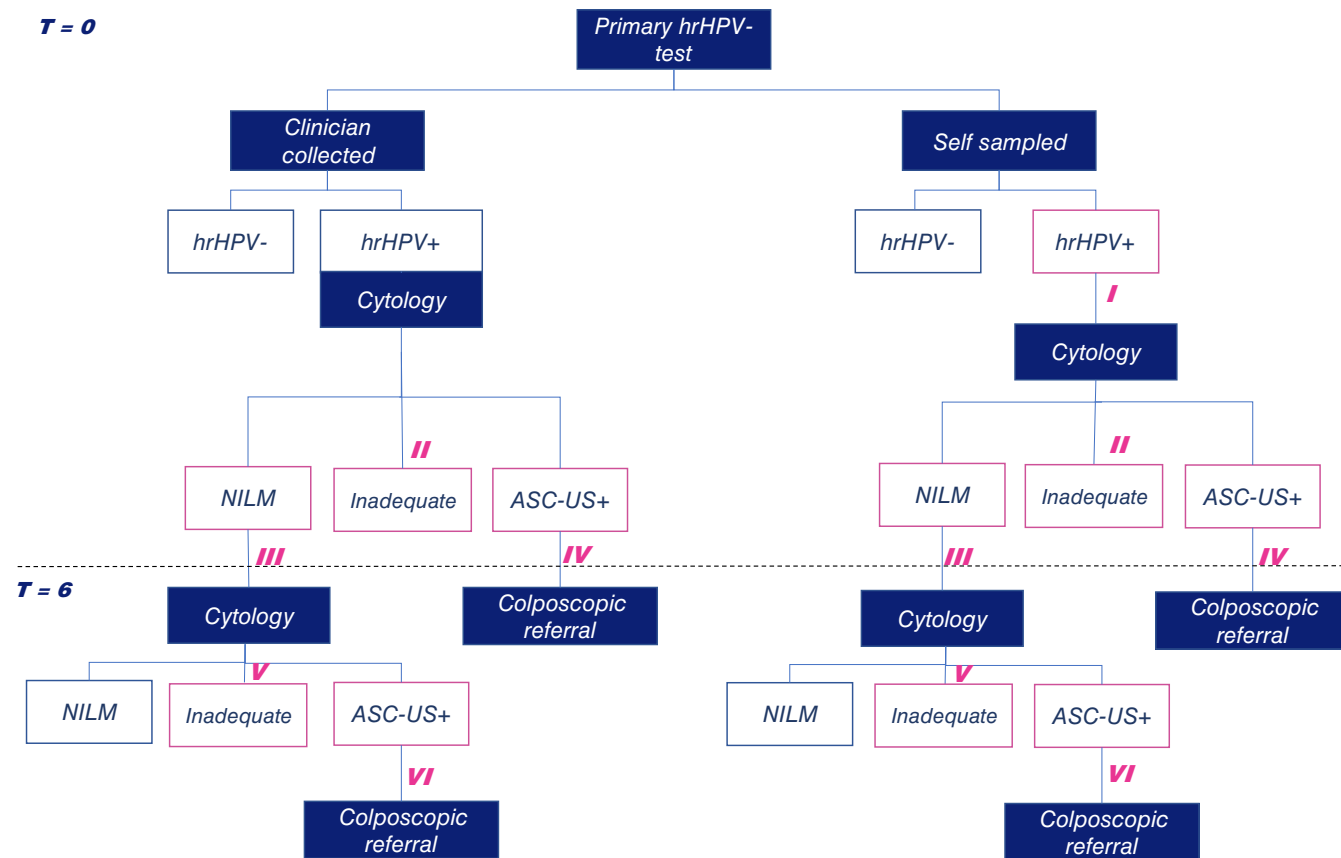 T = 0
Primary hrHPV-
test
Clinician
collected
Self sampled
hrHPV-
hrHPV+
hrHPV-
hrHPV+
Cytology
I
Cytology
II
II
NILM
Inadequate
ASC-US+
NILM
Inadequate
ASC-US+
III
IV
III
IV
T = 6
Cytology
Colposcopic
referral
Cytology
Colposcopic
referral
V
V
NILM
Inadequate
ASC-US+
NILM
Inadequate
ASC-US+
VI
VI
Colposcopic
referral
Colposcopic
referral